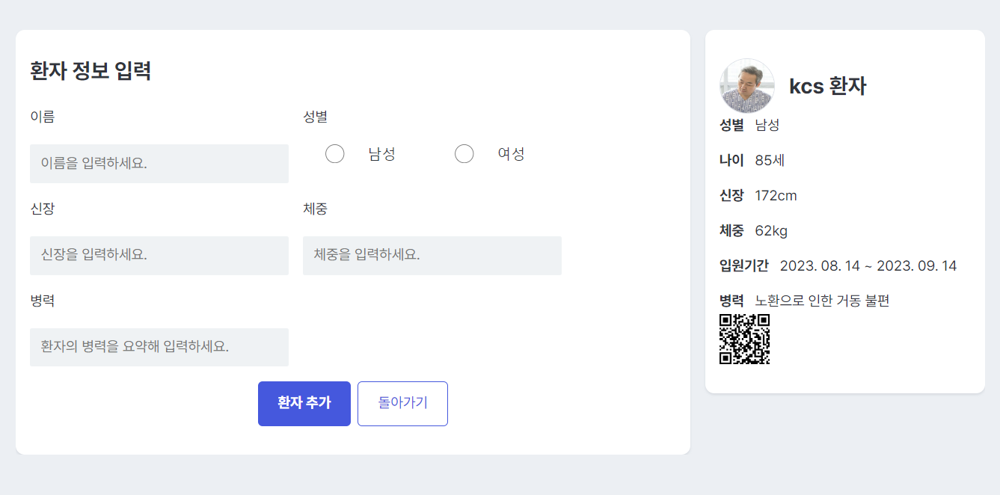 환자 정보 입력
이름
성별
이름을 입력하세요.
남성
여성
신장
체중
신장을 입력하세요.
체중을 입력하세요.
병력
환자의 병력을 요약해 입력하세요.
환자 추가
돌아가기
kcs 환자
성별 남성
나이 85세
신장 172cm
체중 62kg
입원기간 2023. 08. 14 ~ 2023. 09. 14
병력 노환으로 인한 거동 불편